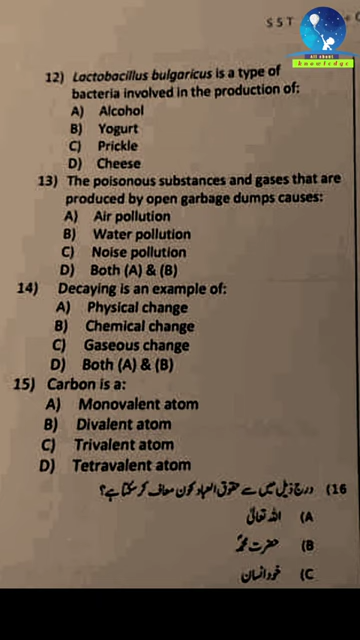 SST
all about
knowledge
12) Lactobacillus bulgaricus is a type of
bacteria involved in the production of:
A) Alcohol
B) Yogurt
C) Prickle
D) Cheese
13) The poisonous substances and gases that are
produced by open garbage dumps causes:
A) Air pollution
B) Water pollution
C) Noise pollution
D) Both (A) & (B)
14) Decaying is an example of:
A) Physical change
B) Chemical change
C) Gaseous change
D) Both (A) & (B)
15) Carbon is a:
A) Monovalent atom
B) Divalent atom
C) Trivalent atom
D) Tetravalent atom
16) درج ذیل میں سے حقوق العباد کون معاف کر سکتا ہے؟
A) اللہ تعالیٰ
B) حضرت محمدؐ
C) خود انسان